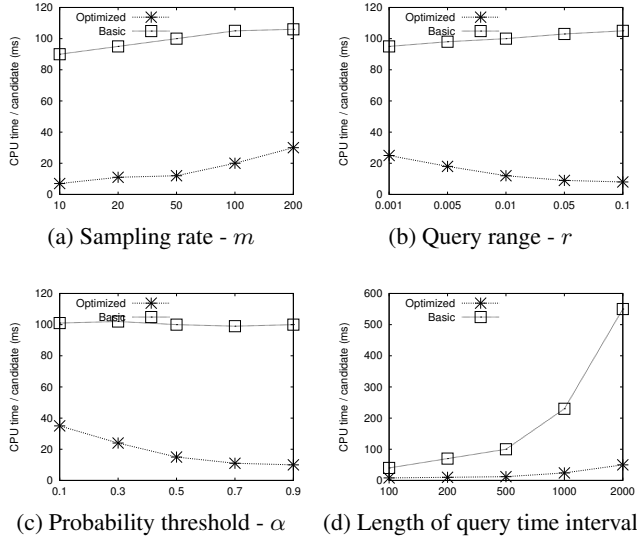 120
100
80
60
40
20
0
CPU time / candidate (ms)
Optimized
Basic
10 20 50 100 200
(a) Sampling rate - m
120
100
80
60
40
20
0
CPU time / candidate (ms)
Optimized
Basic
0.001 0.005 0.01 0.05 0.1
(b) Query range - r
120
100
80
60
40
20
0
CPU time / candidate (ms)
Optimized
Basic
0.1 0.3 0.5 0.7 0.9
(c) Probability threshold - α
600
500
400
300
200
100
0
CPU time / candidate (ms)
Optimized
Basic
100 200 500 1000 2000
(d) Length of query time interval